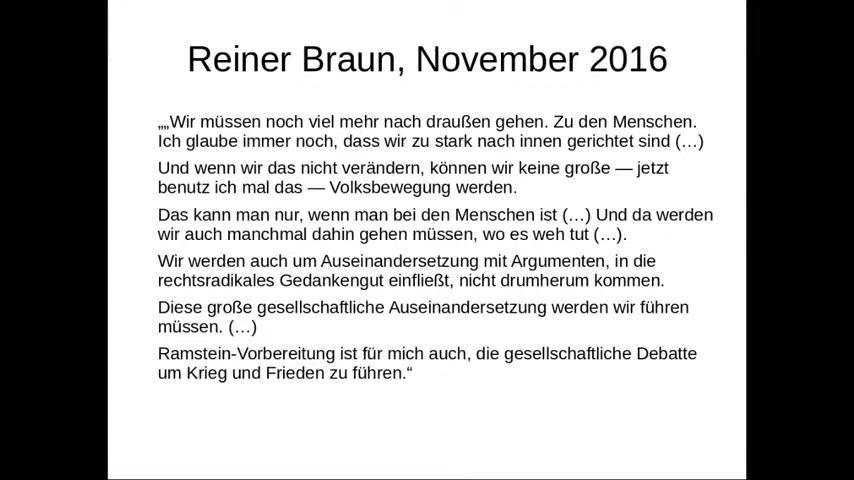 Reiner Braun, November 2016
„„Wir müssen noch viel mehr nach draußen gehen. Zu den Menschen.
Ich glaube immer noch, dass wir zu stark nach innen gerichtet sind (…)
Und wenn wir das nicht verändern, können wir keine große — jetzt
benutz ich mal das — Volksbewegung werden.
Das kann man nur, wenn man bei den Menschen ist (…) Und da werden
wir auch manchmal dahin gehen müssen, wo es weh tut (…).
Wir werden auch um Auseinandersetzung mit Argumenten, in die
rechtsradikales Gedankengut einfließt, nicht drumherum kommen.
Diese große gesellschaftliche Auseinandersetzung werden wir führen
müssen. (…)
Ramstein-Vorbereitung ist für mich auch, die gesellschaftliche Debatte
um Krieg und Frieden zu führen.“